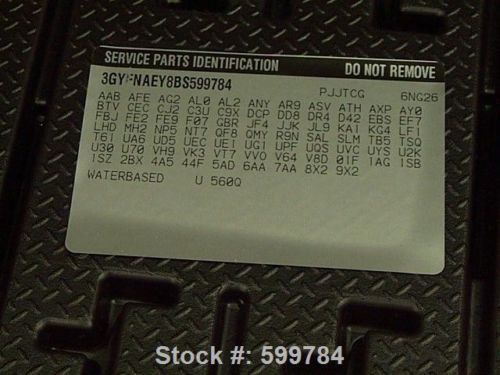 SERVICE PARTS IDENTIFICATION DO NOT REMOVE
3GYFNAEY8BS599784 PJJTCG 6NG26
AAB AFE AG2 AL0 AL2 ANY AR9 ASV ATH AXP AY0
BTV CEC CJ2 C3U C9X DCP DD8 DR4 D42 EBS EF7
FBJ FE2 FE9 F07 GBR JF4 JJK JL9 KA1 KG4 LF1
LHD MH2 NP5 NT7 QF8 QMY R9N SAL SLM TB5 TSQ
T61 UA6 UD5 UEC UE1 UG1 UPF UQS UVC UYS U2K
U30 U70 VH9 VK3 VT7 VV0 V64 V8D 01F 1AG 1SB
1SZ 2BX 4A5 44F 5AD 6AA 7AA 8X2 9X2
WATERBASED U 560Q
Stock #: 599784